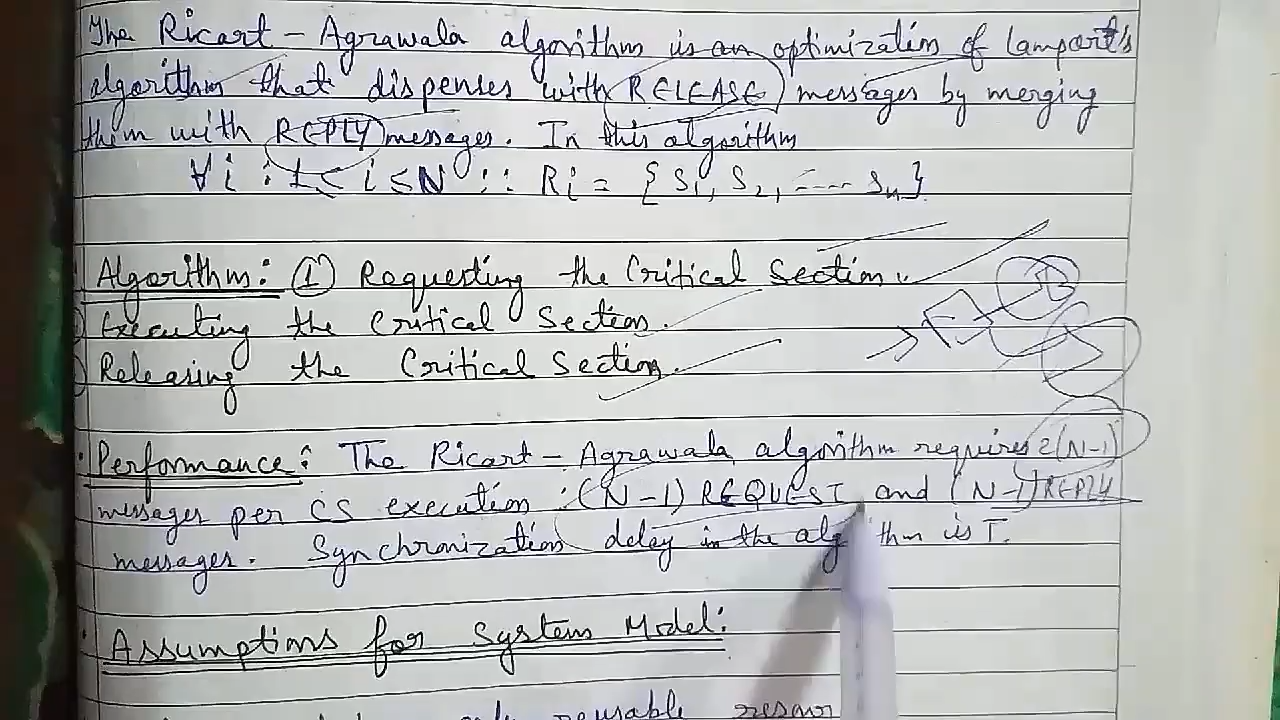 The Ricart - Agrawala algorithm is an optimization of Lamport's
algorithm that dispenses with RELEASE messages by merging
them with REPLY messages. In this algorithm
∀i : 1 ≤ i ≤ N :: Ri = { S1, S2, ---- Sn}
Algorithm: ① Requesting the Critical Section.
Executing the Critical Section.
Releasing the Critical Section.
Performance: The Ricart - Agrawala algorithm requires 2(N-1)
messages per CS execution : (N-1) REQUEST and (N-1) REPLY
messages. Synchronization delay in the algorithm is T.
Assumptions for System Model:
reusable